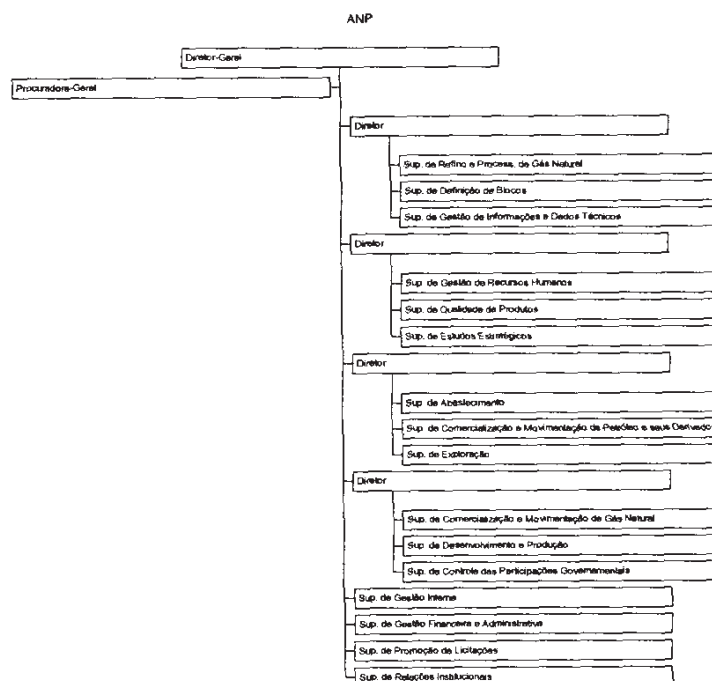 ANP
Diretor-Geral
Procuradora-Geral
Diretor
Sup. de Refino e Process. de Gás Natural
Sup. de Definição de Blocos
Sup. de Gestão de Informações e Dados Técnicos
Diretor
Sup. de Gestão de Recursos Humanos
Sup. de Qualidade de Produtos
Sup. de Estudos Estratégicos
Diretor
Sup. de Abastecimento
Sup. de Comercialização e Movimentação de Petróleo e seus Derivado
Sup. de Exploração
Diretor
Sup. de Comercialização e Movimentação de Gás Natural
Sup. de Desenvolvimento e Produção
Sup. de Controle das Participações Governamentais
Sup. de Gestão Interna
Sup. de Gestão Financeira e Administrativa
Sup. de Promoção de Licitações
Sup. de Relações Institucionais